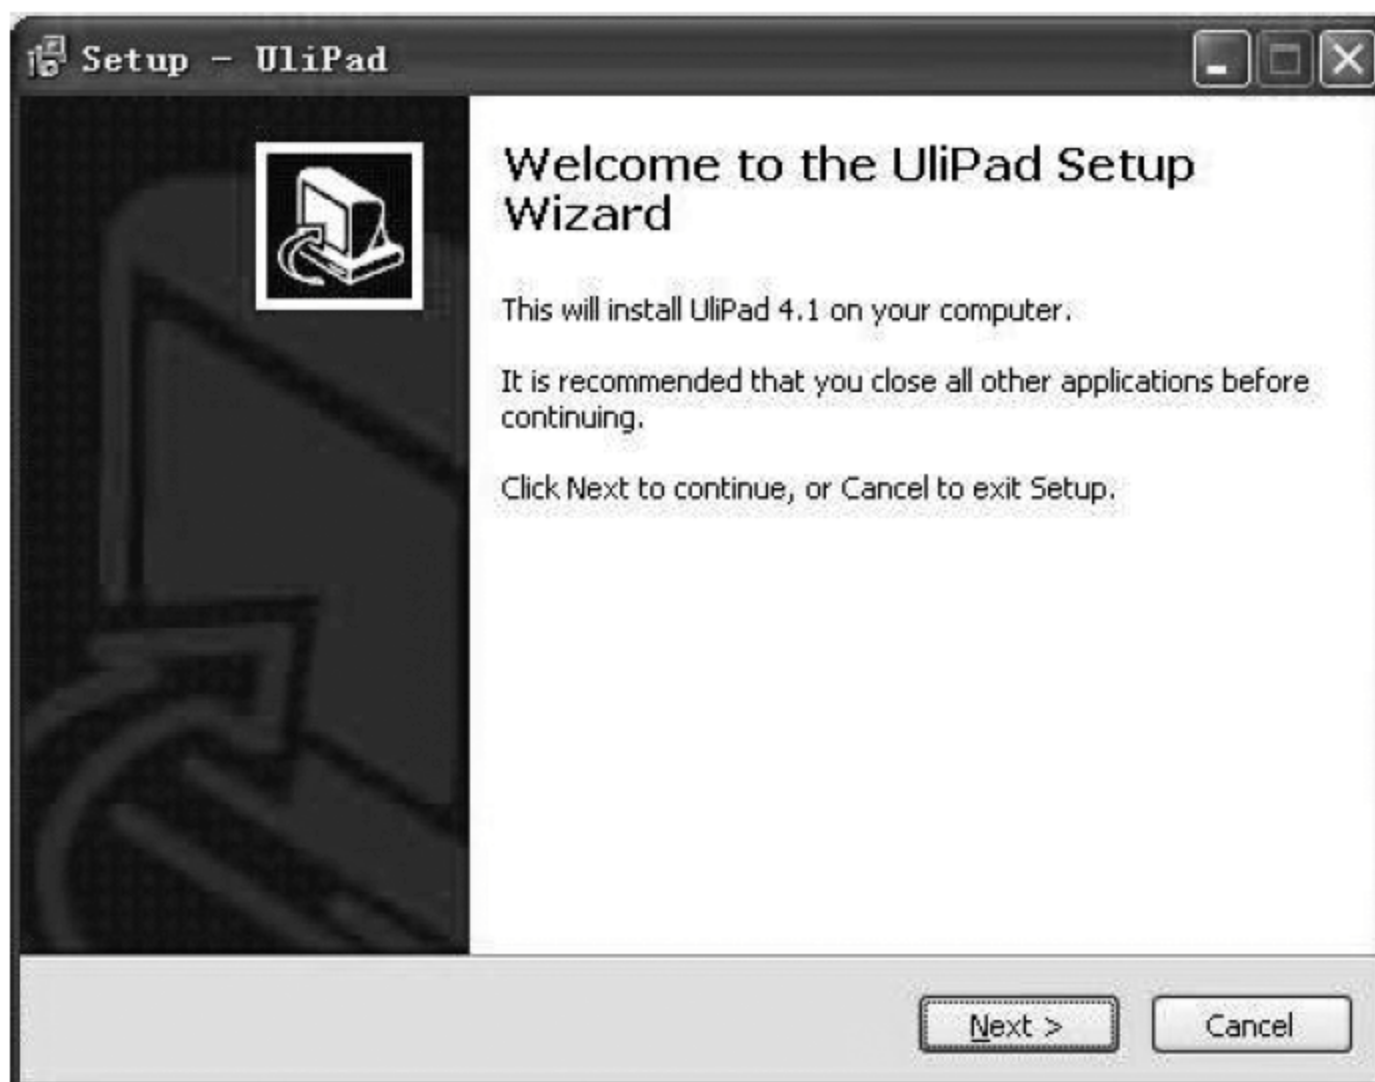 Setup - UliPad
Welcome to the UliPad Setup
Wizard
This will install UliPad 4.1 on your computer.
It is recommended that you close all other applications before
continuing.
Click Next to continue, or Cancel to exit Setup.
Next >
Cancel